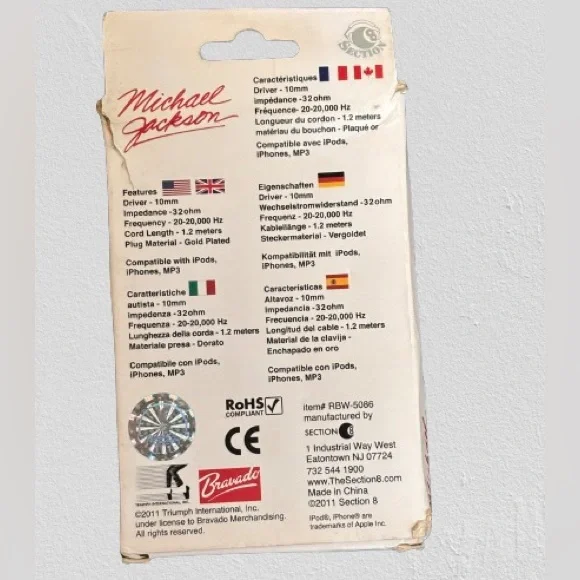 SECTION 8
Michael
Jackson
Caractéristiques
Driver - 10mm
impédance - 32ohm
Fréquence- 20-20,000 Hz
Longueur du cordon - 1.2 meters
matériau du bouchon - Plaqué or
Compatible avec iPods,
iPhones, MP3
Features
Driver - 10mm
Impedance - 32ohm
Frequency - 20-20,000 Hz
Cord Length - 1.2 meters
Plug Material - Gold Plated
Compatible with iPods,
iPhones, MP3
Eigenschaften
Driver - 10mm
Wechselstromwiderstand - 32ohm
Frequenz - 20-20,000 Hz
Kabellänge - 1.2 meters
Steckermaterial - Vergoldet
Kompatibilität mit iPods,
iPhones, MP3
Caratteristiche
autista - 10mm
Impedenza - 32ohm
Frequenza - 20-20,000 Hz
Lunghezza della corda - 1.2 meters
Materiale presa - Dorato
Compatibile con iPods,
iPhones, MP3
Características
Altavoz - 10mm
Impedancia - 32ohm
Frecuencia - 20-20,000 Hz
Longitud del cable - 1.2 meters
Material de la clavija -
Enchapado en oro
Compatible con iPods,
iPhones, MP3
RoHS
COMPLIANT
CE
TRIUMPH INTERNATIONAL, INC.
Bravado
©2011 Triumph International, Inc.
under license to Bravado Merchandising.
All rights reserved.
item# RBW-5086
manufactured by
SECTION 8
1 Industrial Way West
Eatontown NJ 07724
732 544 1900
www.TheSection8.com
Made in China
©2011 Section 8
iPod®, iPhone® are
trademarks of Apple Inc.